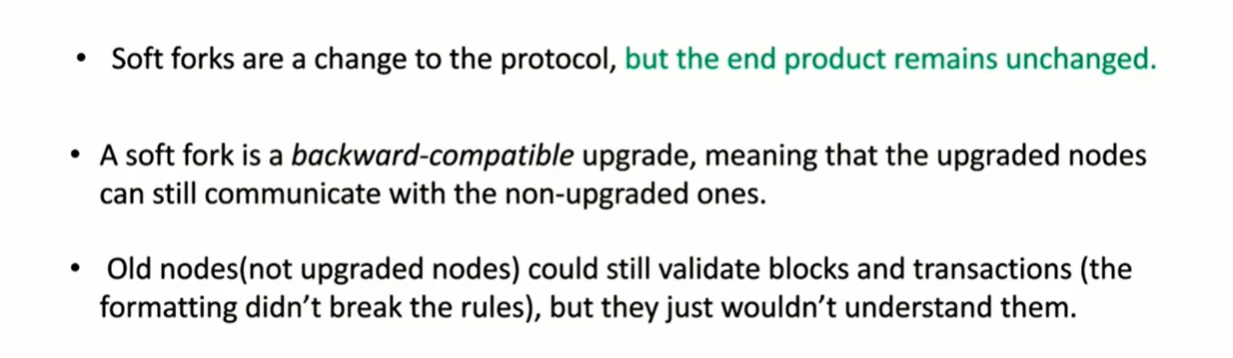 • Soft forks are a change to the protocol, but the end product remains unchanged.
• A soft fork is a backward-compatible upgrade, meaning that the upgraded nodes
can still communicate with the non-upgraded ones.
• Old nodes(not upgraded nodes) could still validate blocks and transactions (the
formatting didn’t break the rules), but they just wouldn’t understand them.